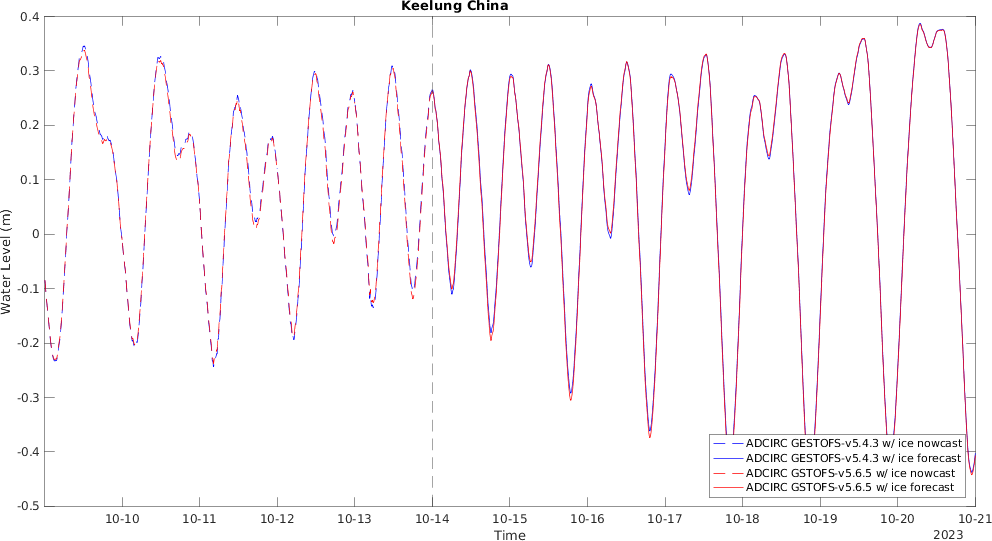 Keelung China
0.4
0.3
0.2
0.1
0
-0.1
-0.2
-0.3
-0.4
-0.5
Water Level (m)
ADCIRC GESTOFS-v5.4.3 w/ ice nowcast
ADCIRC GESTOFS-v5.4.3 w/ ice forecast
ADCIRC GSTOFS-v5.6.5 w/ ice nowcast
ADCIRC GSTOFS-v5.6.5 w/ ice forecast
10-10 10-11 10-12 10-13 10-14 10-15 10-16 10-17 10-18 10-19 10-20 10-21
Time
2023